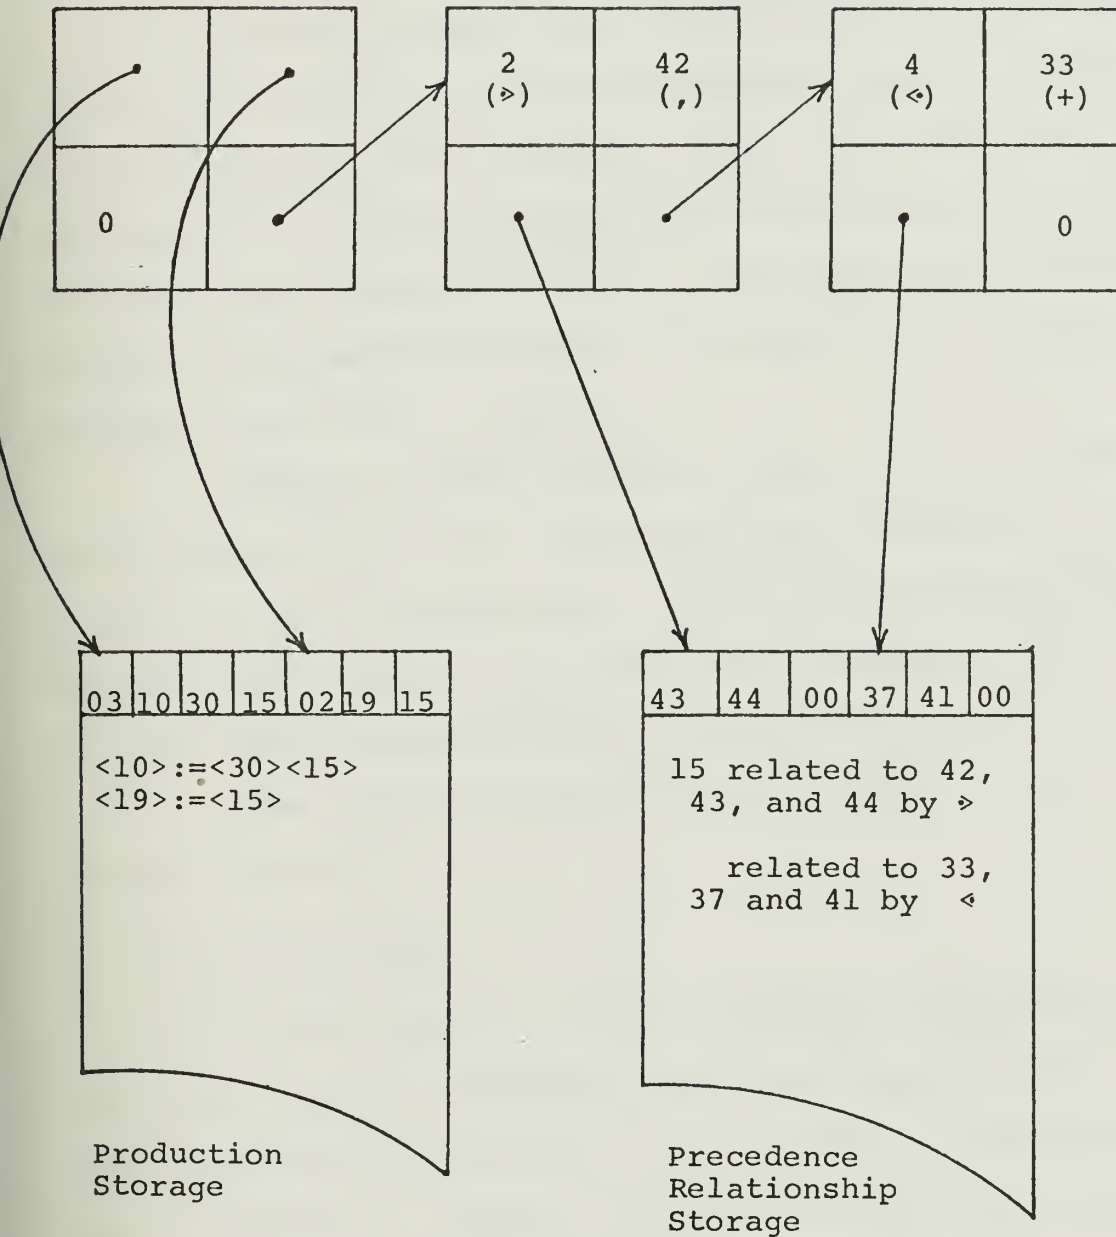 2 42 4 33
(⋗) (,) (⋖) (+)
0 0
03 10 30 15 02 19 15
43 44 00 37 41 00
<10>:=<30><15>
<19>:=<15>
15 related to 42,
43, and 44 by ⋗
related to 33,
37 and 41 by ⋖
Production
Storage
Precedence
Relationship
Storage